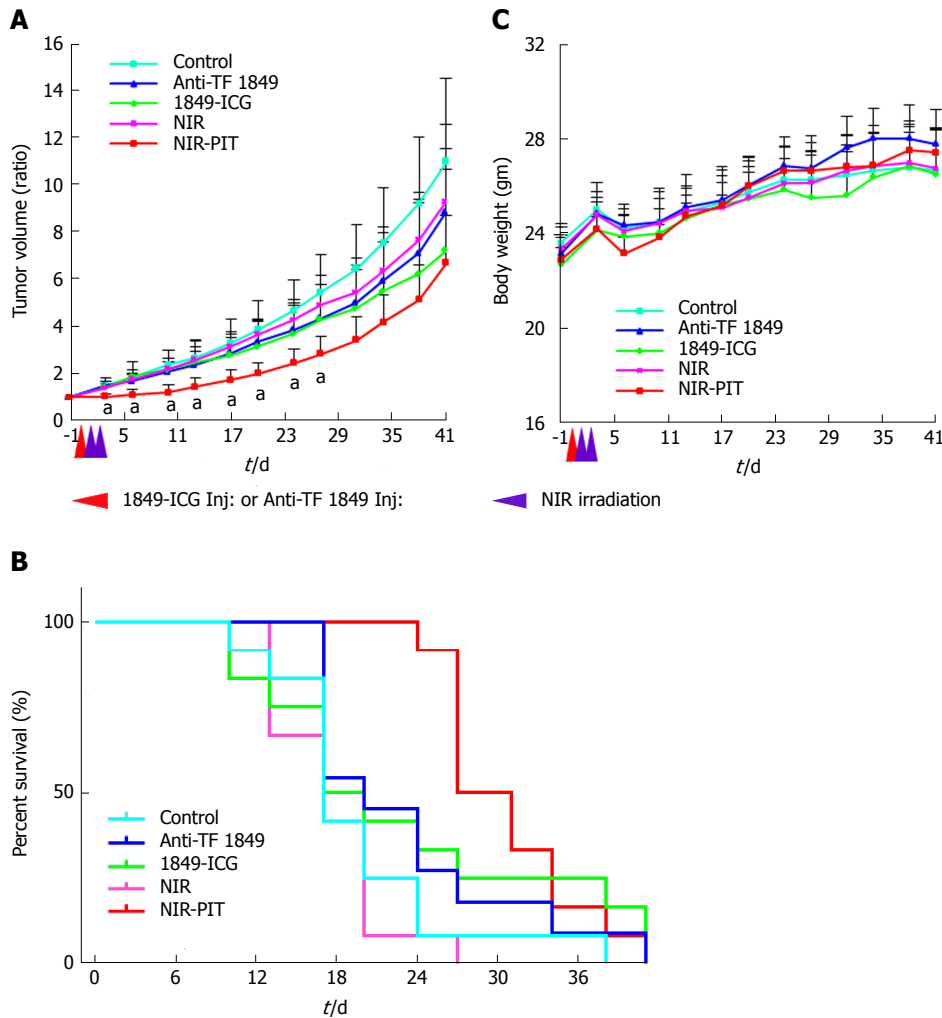 A
16
14
12
10
8
6
4
2
0
Tumor volume (ratio)
Control
Anti-TF 1849
1849-ICG
NIR
NIR-PIT
a a a a a a a a
-1 5 11 17 23 29 35 41
t/d
C
32
28
24
20
16
Body weight (gm)
Control
Anti-TF 1849
1849-ICG
NIR
NIR-PIT
-1 5 11 17 23 29 35 41
t/d
1849-ICG Inj: or Anti-TF 1849 Inj:
NIR irradiation
B
100
50
0
Percent survival (%)
Control
Anti-TF 1849
1849-ICG
NIR
NIR-PIT
0 6 12 18 24 30 36
t/d